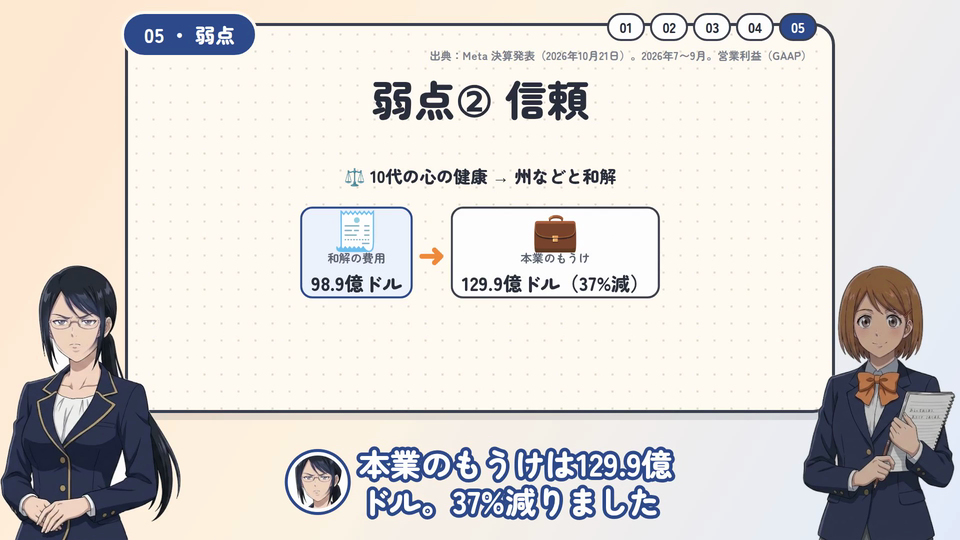 05 ・ 弱点
01 02 03 04 05
出典：Meta 決算発表（2026年10月21日）。2026年7〜9月。営業利益（GAAP）
弱点② 信頼
10代の心の健康 → 州などと和解
和解の費用
98.9億ドル
本業のもうけ
129.9億ドル（37%減）
本業のもうけは129.9億
ドル。37%減りました